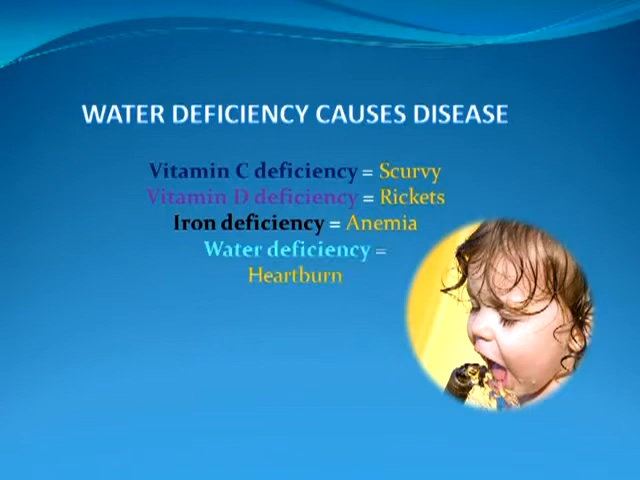 WATER DEFICIENCY CAUSES DISEASE
Vitamin C deficiency = Scurvy
Vitamin D deficiency = Rickets
Iron deficiency = Anemia
Water deficiency =
Heartburn